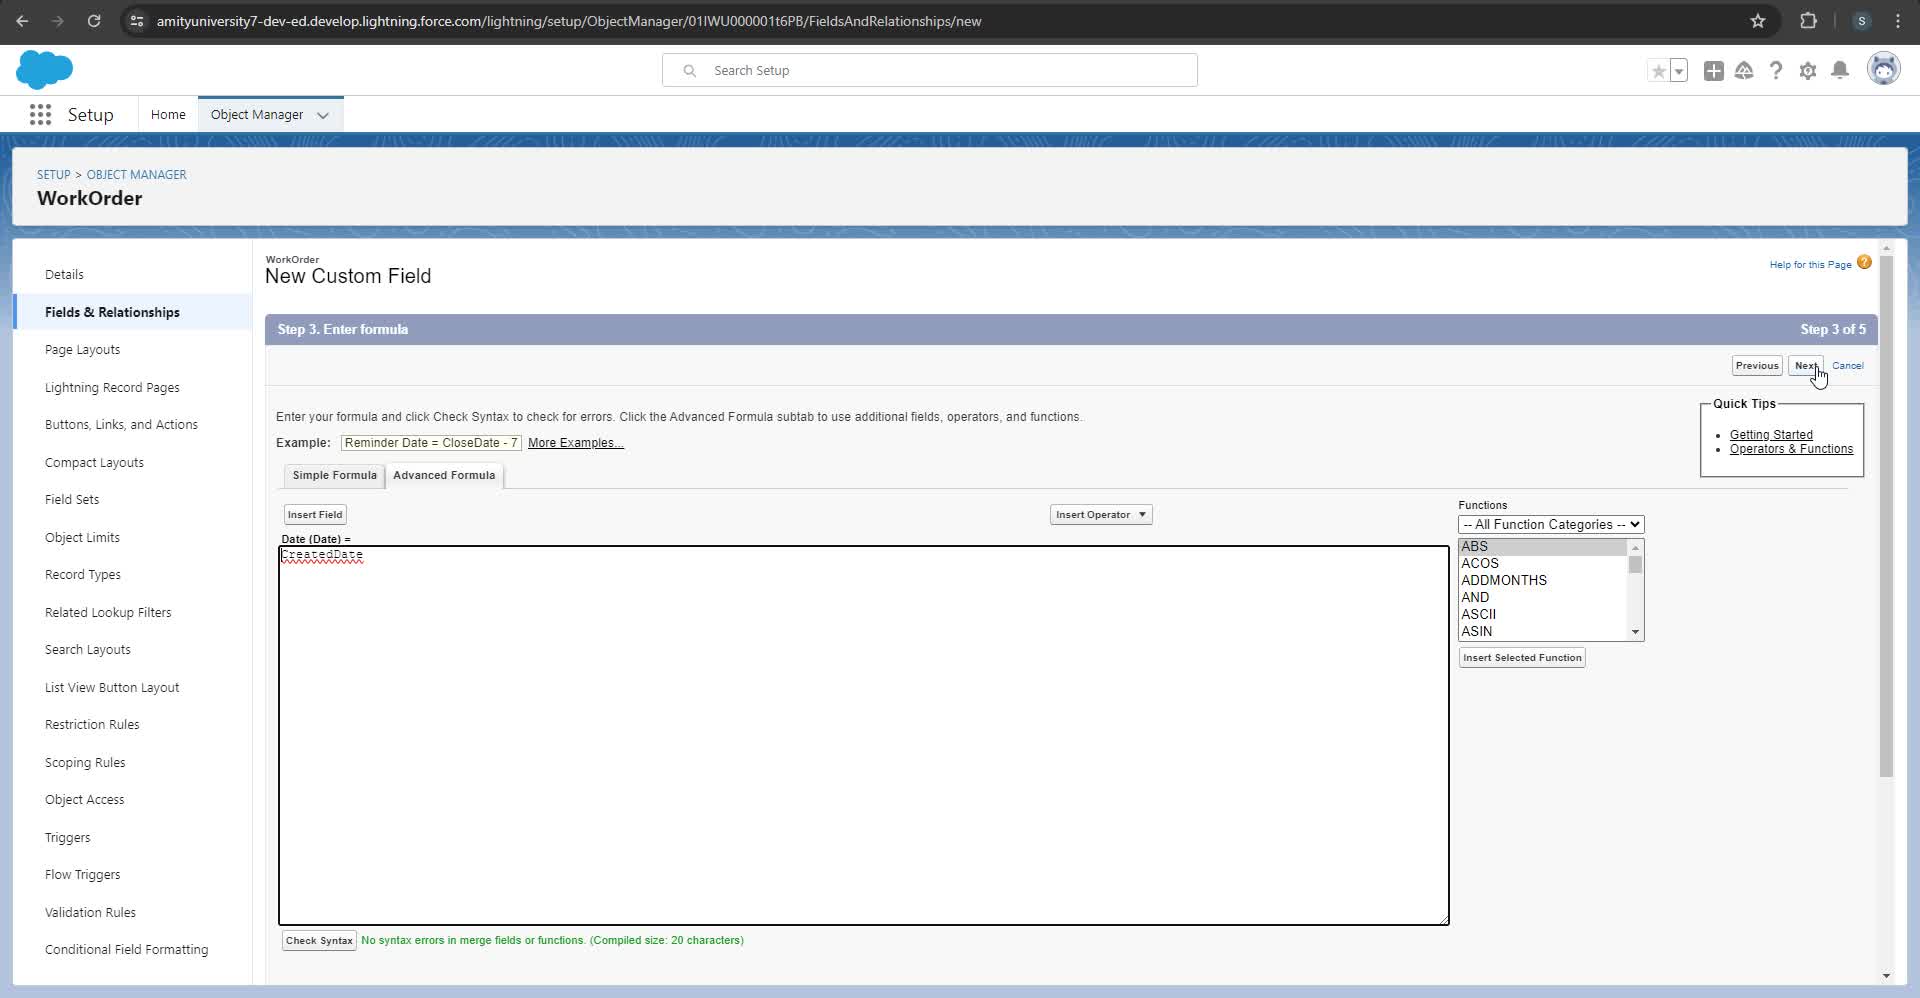 amityuniversity7-dev-ed.develop.lightning.force.com/lightning/setup/ObjectManager/01IWU000001t6PB/FieldsAndRelationships/new
S
Search Setup
Setup
Home
Object Manager
SETUP > OBJECT MANAGER
WorkOrder
Details
Fields & Relationships
Page Layouts
Lightning Record Pages
Buttons, Links, and Actions
Compact Layouts
Field Sets
Object Limits
Record Types
Related Lookup Filters
Search Layouts
List View Button Layout
Restriction Rules
Scoping Rules
Object Access
Triggers
Flow Triggers
Validation Rules
Conditional Field Formatting
WorkOrder
New Custom Field
Help for this Page ?
Step 3. Enter formula
Step 3 of 5
Previous
Next
Cancel
Enter your formula and click Check Syntax to check for errors. Click the Advanced Formula subtab to use additional fields, operators, and functions.
Example: Reminder Date = CloseDate - 7 More Examples...
Quick Tips
• Getting Started
• Operators & Functions
Simple Formula
Advanced Formula
Insert Field
Insert Operator
Functions
-- All Function Categories --
Date (Date) =
CreatedDate
ABS
ACOS
ADDMONTHS
AND
ASCII
ASIN
Insert Selected Function
Check Syntax
No syntax errors in merge fields or functions. (Compiled size: 20 characters)